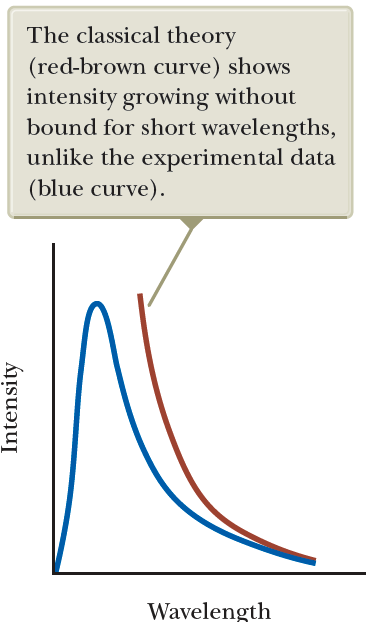 The classical theory
(red-brown curve) shows
intensity growing without
bound for short wavelengths,
unlike the experimental data
(blue curve).
Intensity
Wavelength